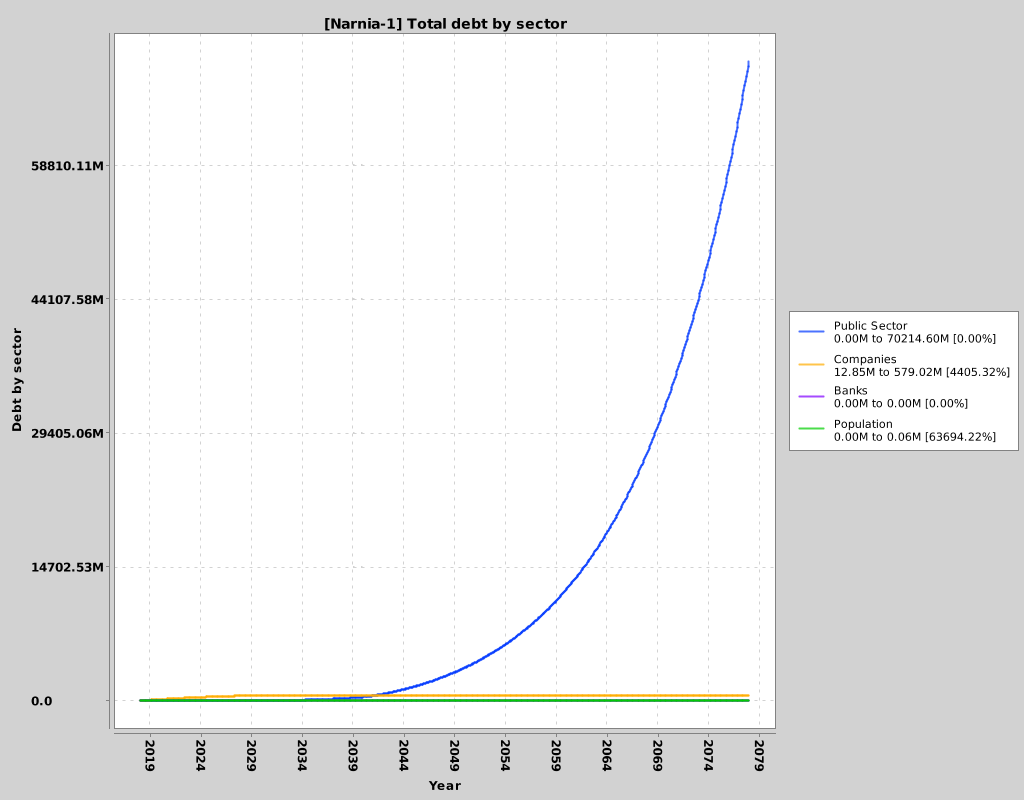 [Narnia-1] Total debt by sector
58810.11M
44107.58M
29405.06M
14702.53M
0.0
Debt by sector
2019
2024
2029
2034
2039
2044
2049
2054
2059
2064
2069
2074
2079
Year
Public Sector
0.00M to 70214.60M [0.00%]
Companies
12.85M to 579.02M [4405.32%]
Banks
0.00M to 0.00M [0.00%]
Population
0.00M to 0.06M [63694.22%]